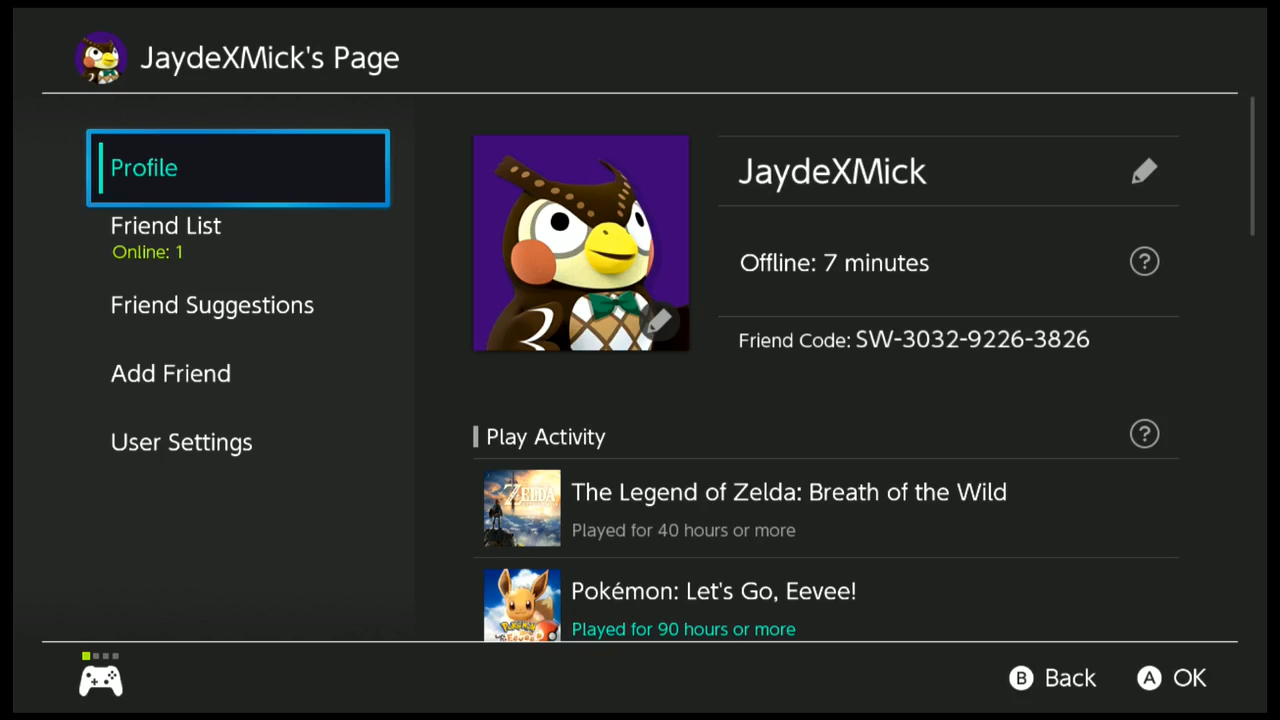 JaydeXMick's Page
Profile
Friend List
Online: 1
Friend Suggestions
Add Friend
User Settings
JaydeXMick
Offline: 7 minutes
?
Friend Code: SW-3032-9226-3826
Play Activity
?
ZELDA
The Legend of Zelda: Breath of the Wild
Played for 40 hours or more
Pokémon: Let's Go, Eevee!
Played for 90 hours or more
B Back
A OK